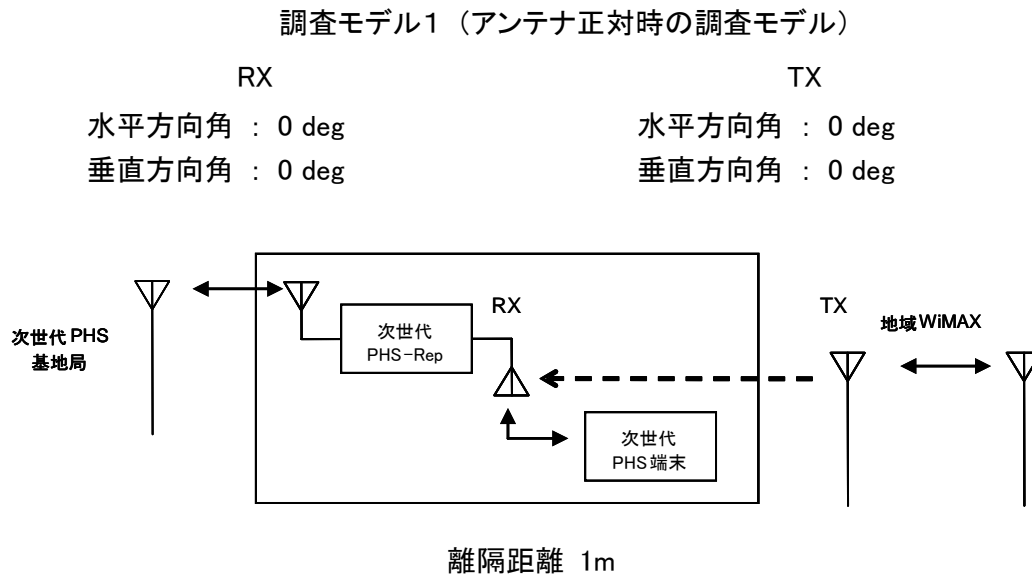 調査モデル１（アンテナ正対時の調査モデル）
RX
TX
水平方向角 ： 0 deg
水平方向角 ： 0 deg
垂直方向角 ： 0 deg
垂直方向角 ： 0 deg
次世代 PHS
基地局
次世代
PHS-Rep
RX
TX
地域WiMAX
次世代
PHS端末
離隔距離 1m